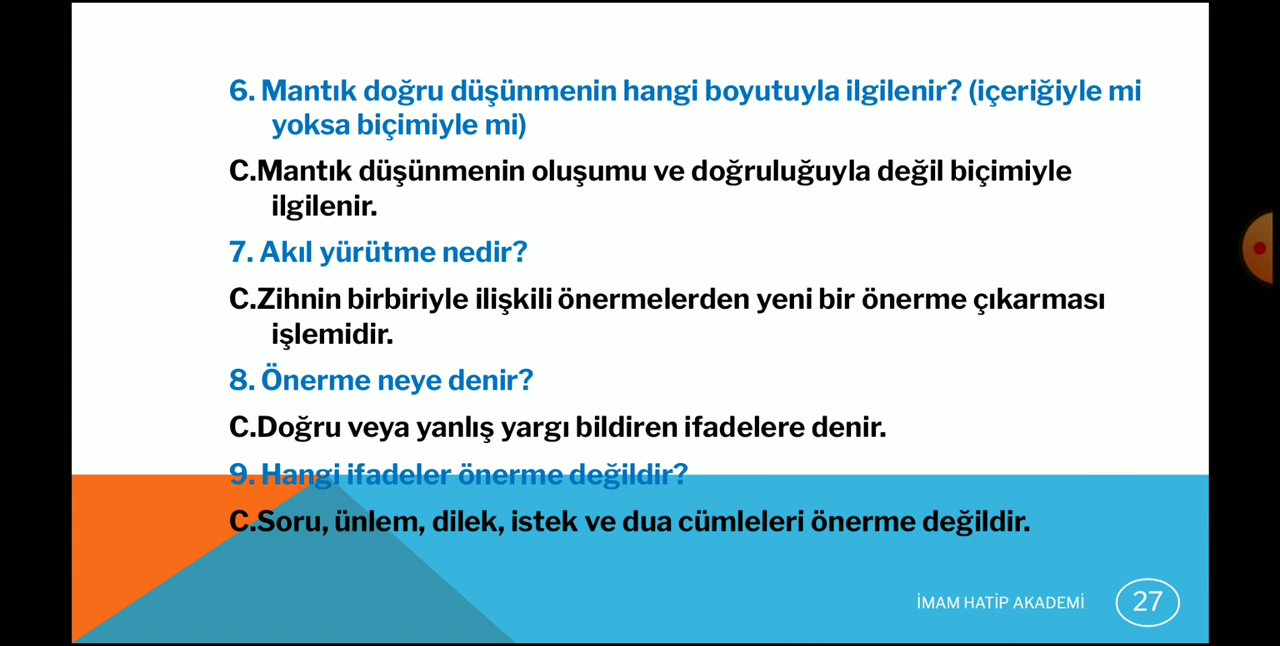 6. Mantık doğru düşünmenin hangi boyutuyla ilgilenir? (içeriğiyle mi
yoksa biçimiyle mi)
C.Mantık düşünmenin oluşumu ve doğruluğuyla değil biçimiyle
ilgilenir.
7. Akıl yürütme nedir?
C.Zihnin birbiriyle ilişkili önermelerden yeni bir önerme çıkarması
işlemidir.
8. Önerme neye denir?
C.Doğru veya yanlış yargı bildiren ifadelere denir.
9. Hangi ifadeler önerme değildir?
C.Soru, ünlem, dilek, istek ve dua cümleleri önerme değildir.
İMAM HATİP AKADEMİ
27